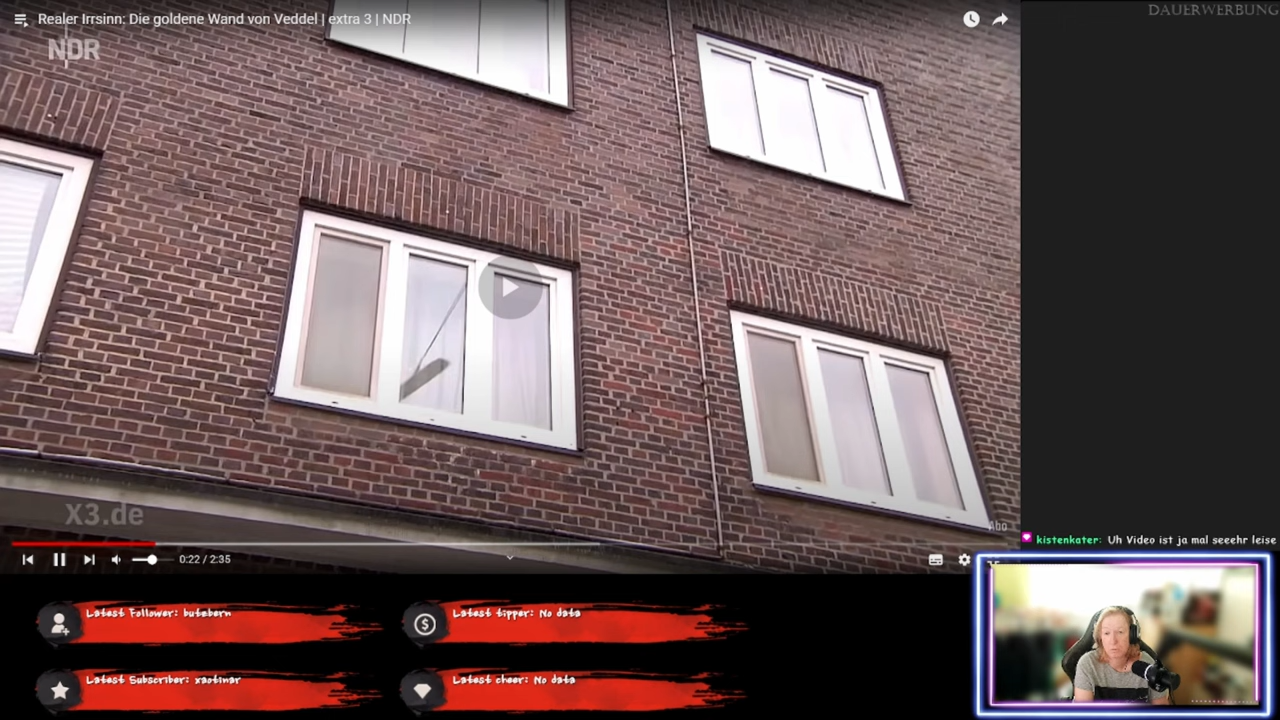 Realer Irrsinn: Die goldene Wand von Veddel | extra 3 | NDR
DAUERWERBUNG
NDR
X3.de
Abo
0:22 / 2:35
kistenkater: Uh Video ist ja mal seeehr leise
Latest Follower: butebern
Latest tipper: No data
Latest Subscriber: xaotinar
Latest cheer: No data